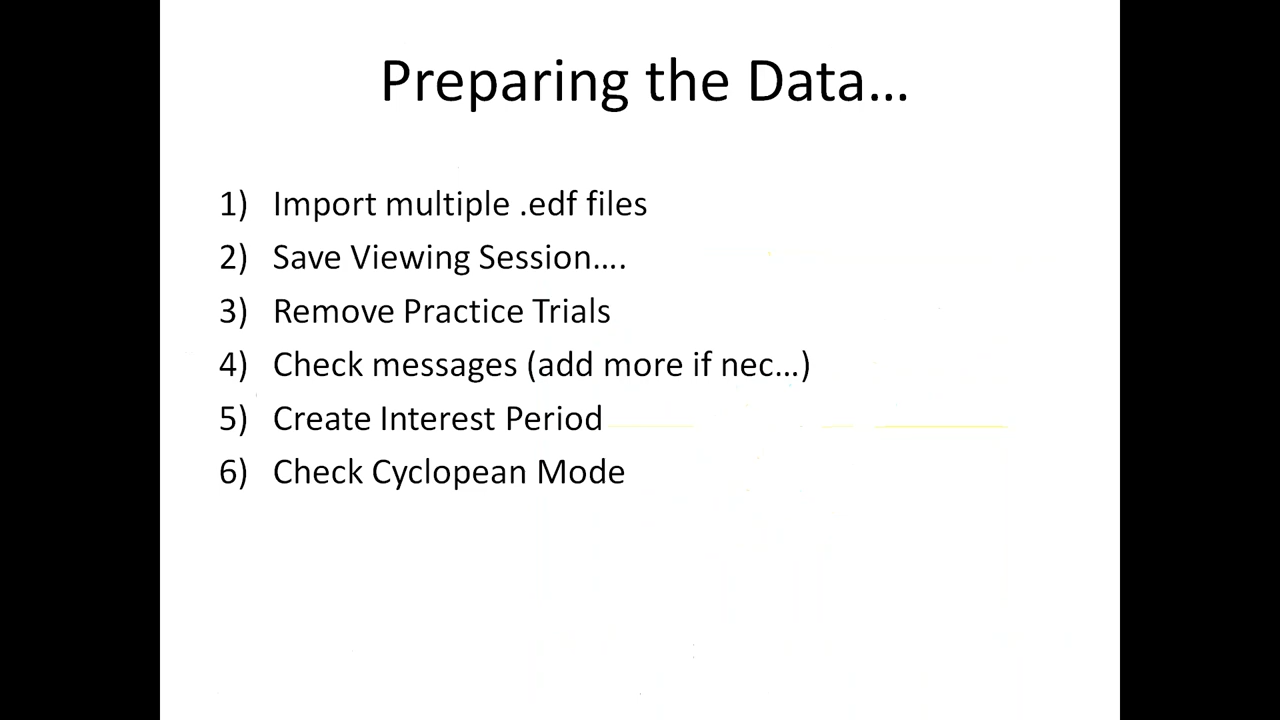 Preparing the Data…
1) Import multiple .edf files
2) Save Viewing Session….
3) Remove Practice Trials
4) Check messages (add more if nec…)
5) Create Interest Period
6) Check Cyclopean Mode